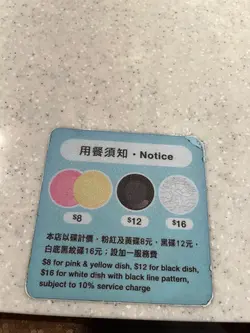 用餐須知・Notice
$8
$12
$16
本店以碟計價，粉紅及黃碟8元，黑碟12元，
白底黑紋碟16元；設加一服務費
$8 for pink & yellow dish, $12 for black dish,
$16 for white dish with black line pattern,
subject to 10% service charge